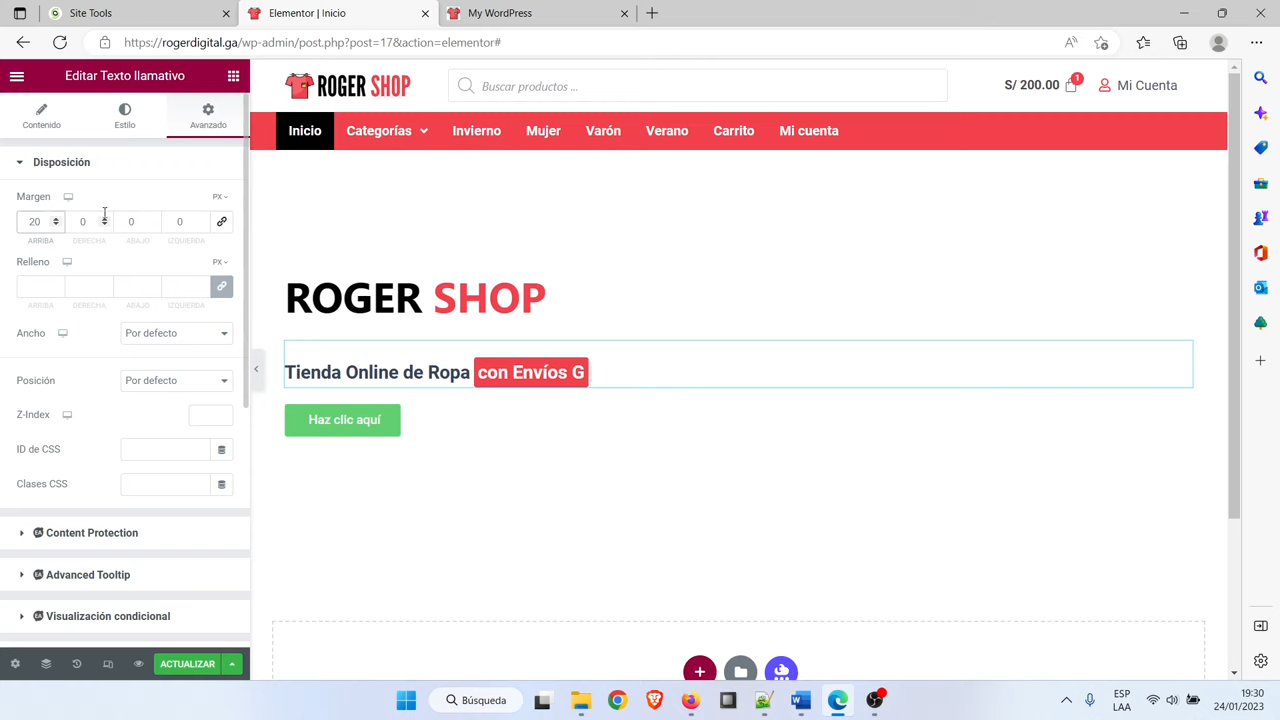 Site Tools
Elementor | Inicio
My WordPress
https://rogerdigital.ga/wp-admin/post.php?post=17&action=elementor#
Editar Texto llamativo
Contenido
Estilo
Avanzado
Disposición
Margen
PX
20
0
0
0
ARRIBA
DERECHA
ABAJO
IZQUIERDA
Relleno
PX
ARRIBA
DERECHA
ABAJO
IZQUIERDA
Ancho
Por defecto
Posición
Por defecto
Z-Index
ID de CSS
Clases CSS
EA Content Protection
EA Advanced Tooltip
EA Visualización condicional
ACTUALIZAR
ROGER SHOP
Buscar productos ...
S/ 200.00
1
Mi Cuenta
Inicio
Categorías
Invierno
Mujer
Varón
Verano
Carrito
Mi cuenta
ROGER SHOP
Tienda Online de Ropa con Envíos G
Haz clic aquí
Búsqueda
ESP
LAA
19:30
24/01/2023